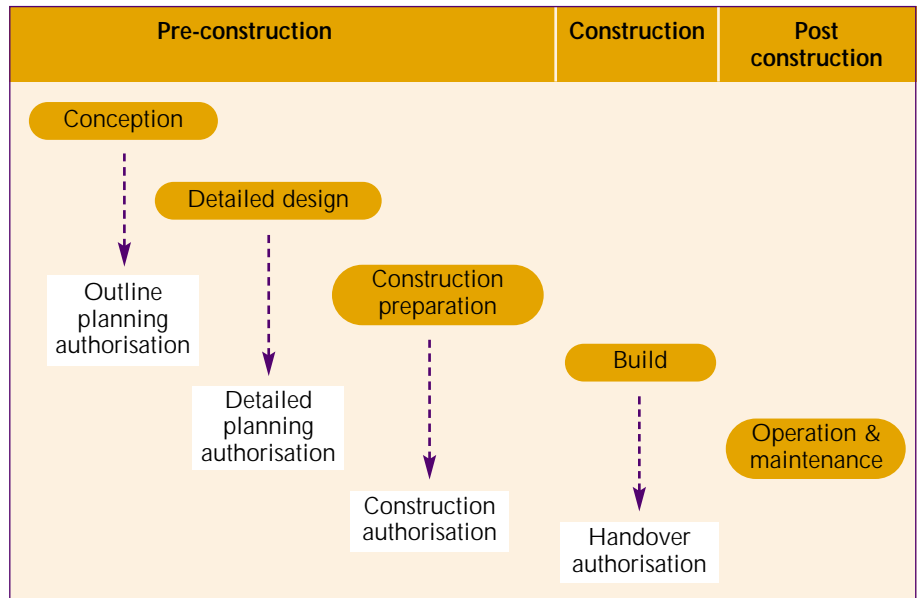 Pre-construction
Construction
Post
construction
Conception
Detailed design
Outline
planning
authorisation
Construction
preparation
Build
Detailed
planning
authorisation
Operation &
maintenance
Construction
authorisation
Handover
authorisation